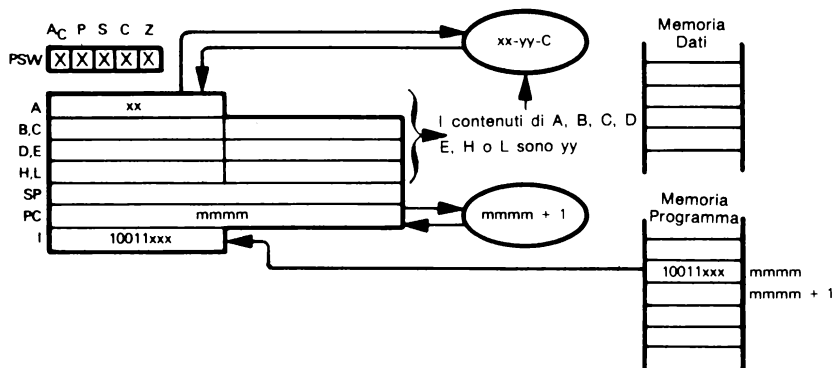 AC P S C Z
PSW X X X X X
xx-yy-C
Memoria
Dati
A xx
B,C
D,E
H,L
SP
PC mmmm
I 10011xxx
I contenuti di A, B, C, D
E, H o L sono yy
mmmm + 1
Memoria
Programma
10011xxx mmmm
mmmm + 1